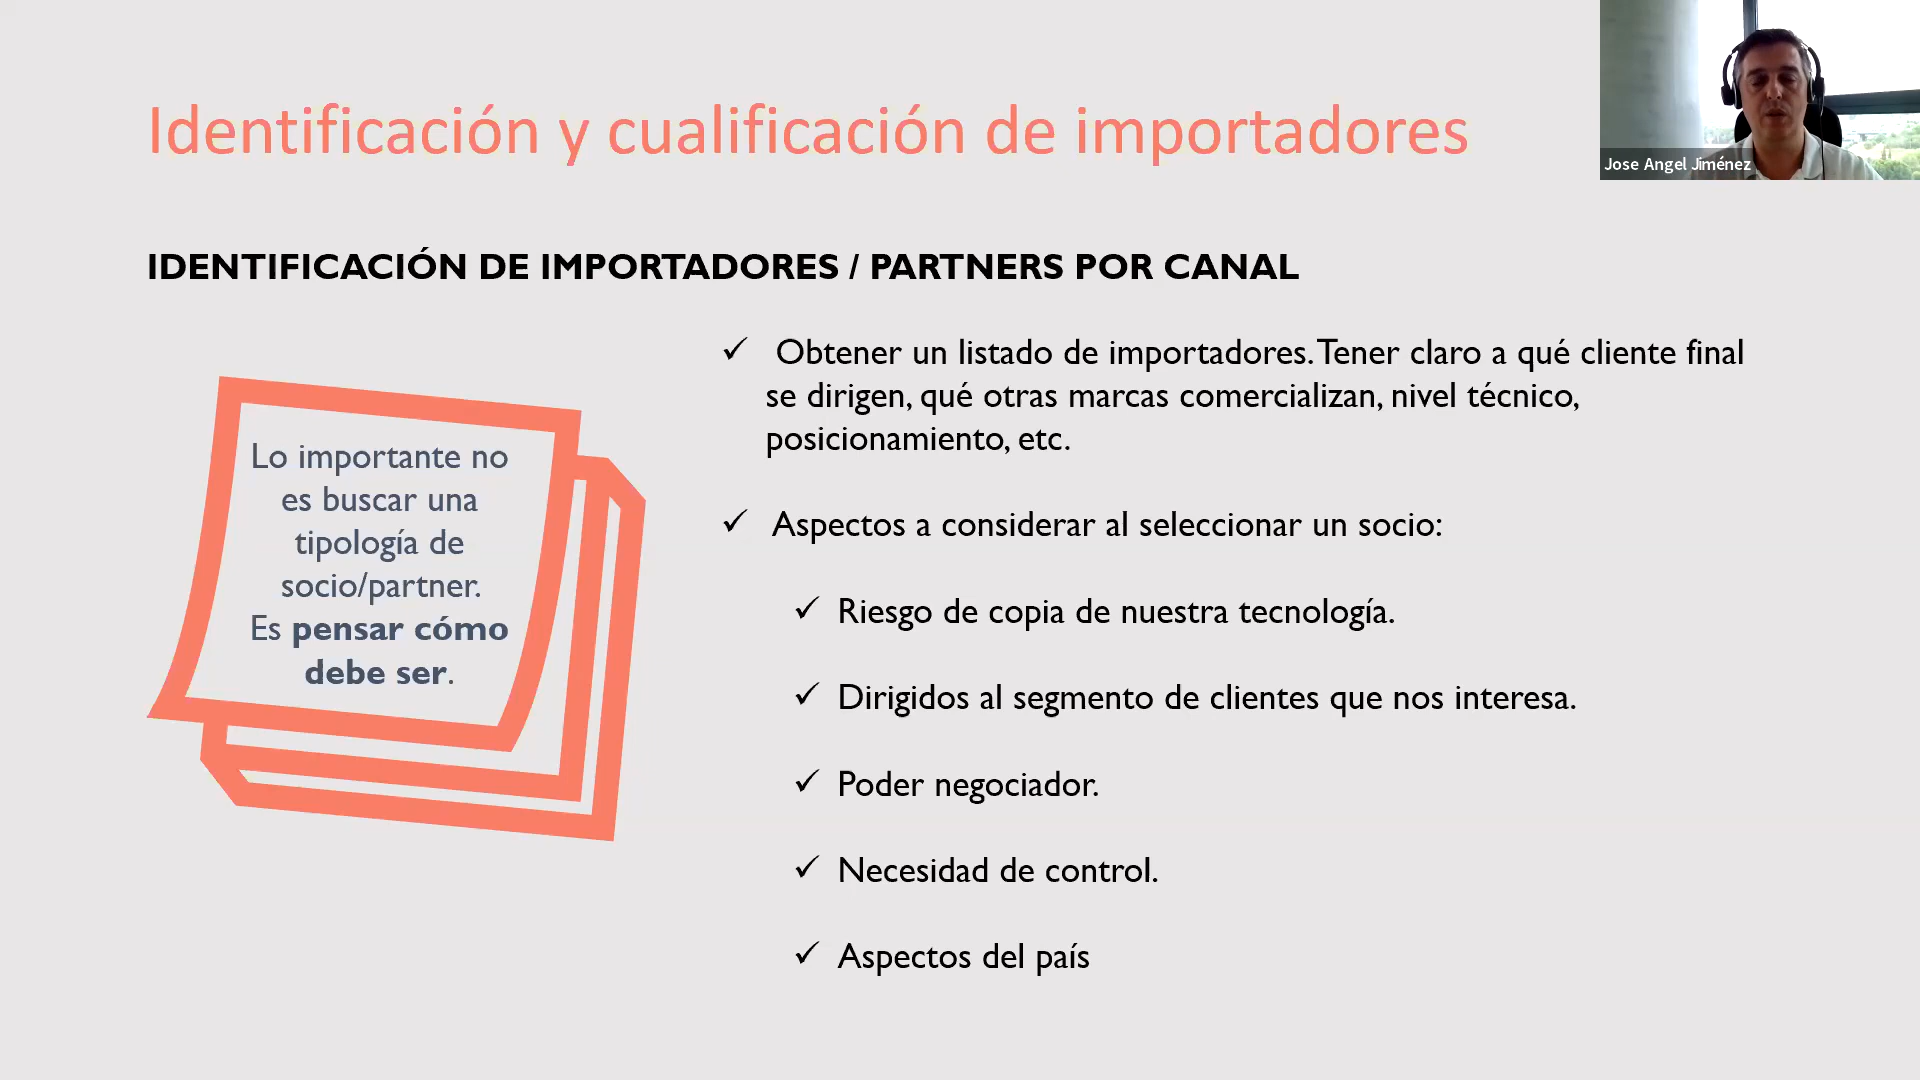 Identificación y cualificación de importadores
Jose Angel Jiménez
IDENTIFICACIÓN DE IMPORTADORES / PARTNERS POR CANAL
Lo importante no
es buscar una
tipología de
socio/partner.
Es pensar cómo
debe ser.
✓ Obtener un listado de importadores. Tener claro a qué cliente final
se dirigen, qué otras marcas comercializan, nivel técnico,
posicionamiento, etc.
✓ Aspectos a considerar al seleccionar un socio:
✓ Riesgo de copia de nuestra tecnología.
✓ Dirigidos al segmento de clientes que nos interesa.
✓ Poder negociador.
✓ Necesidad de control.
✓ Aspectos del país